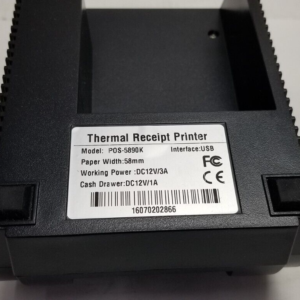 Thermal Receipt Printer
Model: POS-5890K Interface:USB
Paper Width:58mm
Working Power :DC12V/3A
Cash Drawer:DC12V/1A
FC CE
16070202866